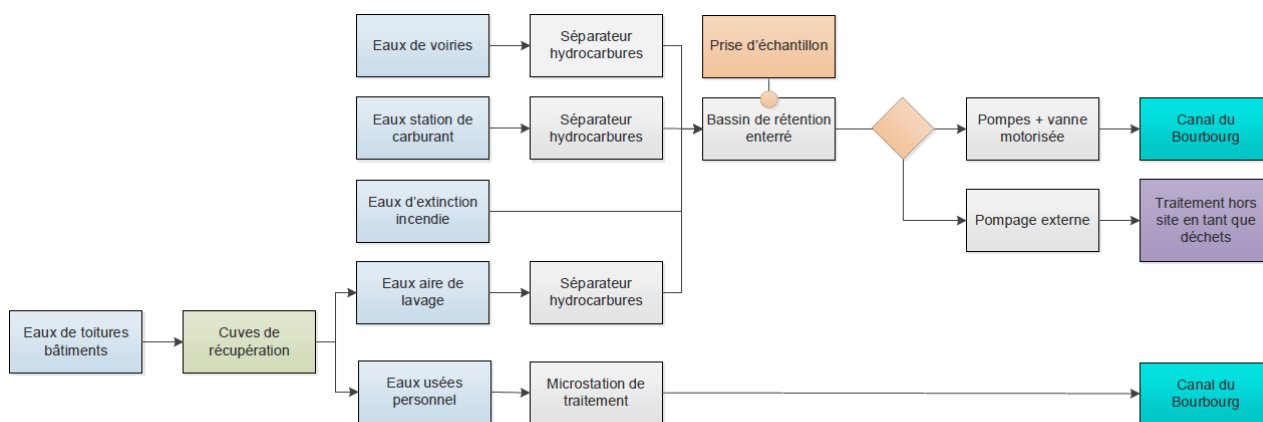 Eaux de voiries
Séparateur
hydrocarbures
Prise d'échantillon
Eaux station de
carburant
Séparateur
hydrocarbures
Bassin de rétention
enterré
Pompes + vanne
motorisée
Canal du
Bourbourg
Eaux d'extinction
incendie
Pompage externe
Traitement hors
site en tant que
déchets
Eaux aire de
lavage
Séparateur
hydrocarbures
Eaux de toitures
bâtiments
Cuves de
récupération
Eaux usées
personnel
Microstation de
traitement
Canal du
Bourbourg